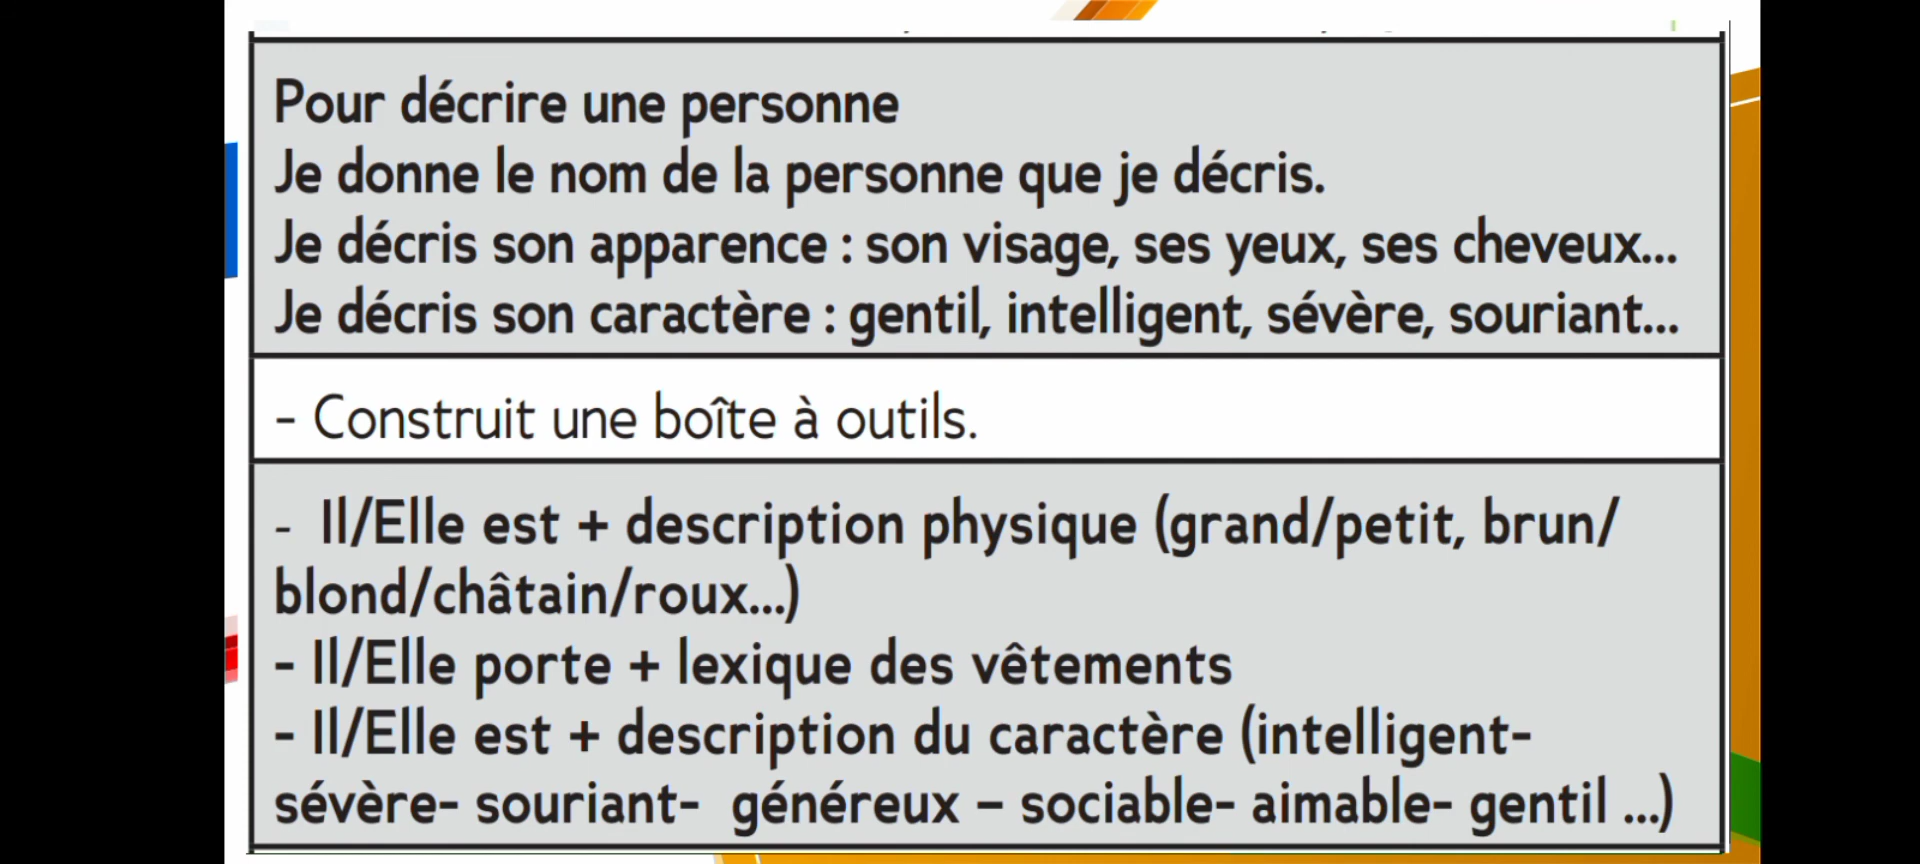 Pour décrire une personne
Je donne le nom de la personne que je décris.
Je décris son apparence : son visage, ses yeux, ses cheveux...
Je décris son caractère : gentil, intelligent, sévère, souriant...
- Construit une boîte à outils.
- Il/Elle est + description physique (grand/petit, brun/
blond/châtain/roux...)
- Il/Elle porte + lexique des vêtements
- Il/Elle est + description du caractère (intelligent-
sévère- souriant- généreux – sociable- aimable- gentil ...)